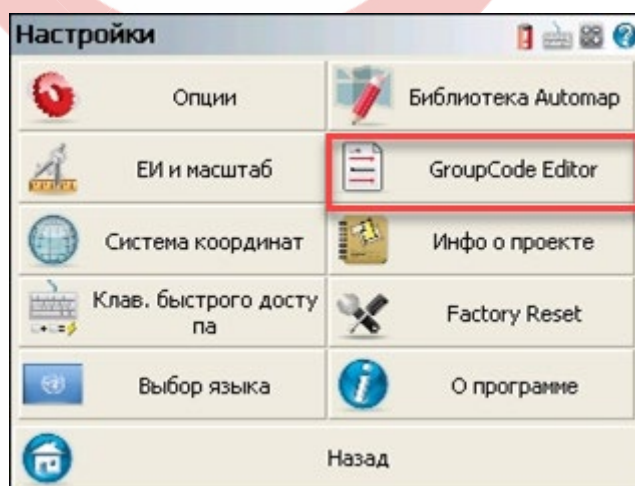 Настройки
Опции
Библиотека Automap
ЕИ и масштаб
GroupCode Editor
Система координат
Инфо о проекте
Клав. быстрого досту
па
Factory Reset
Выбор языка
О программе
Назад